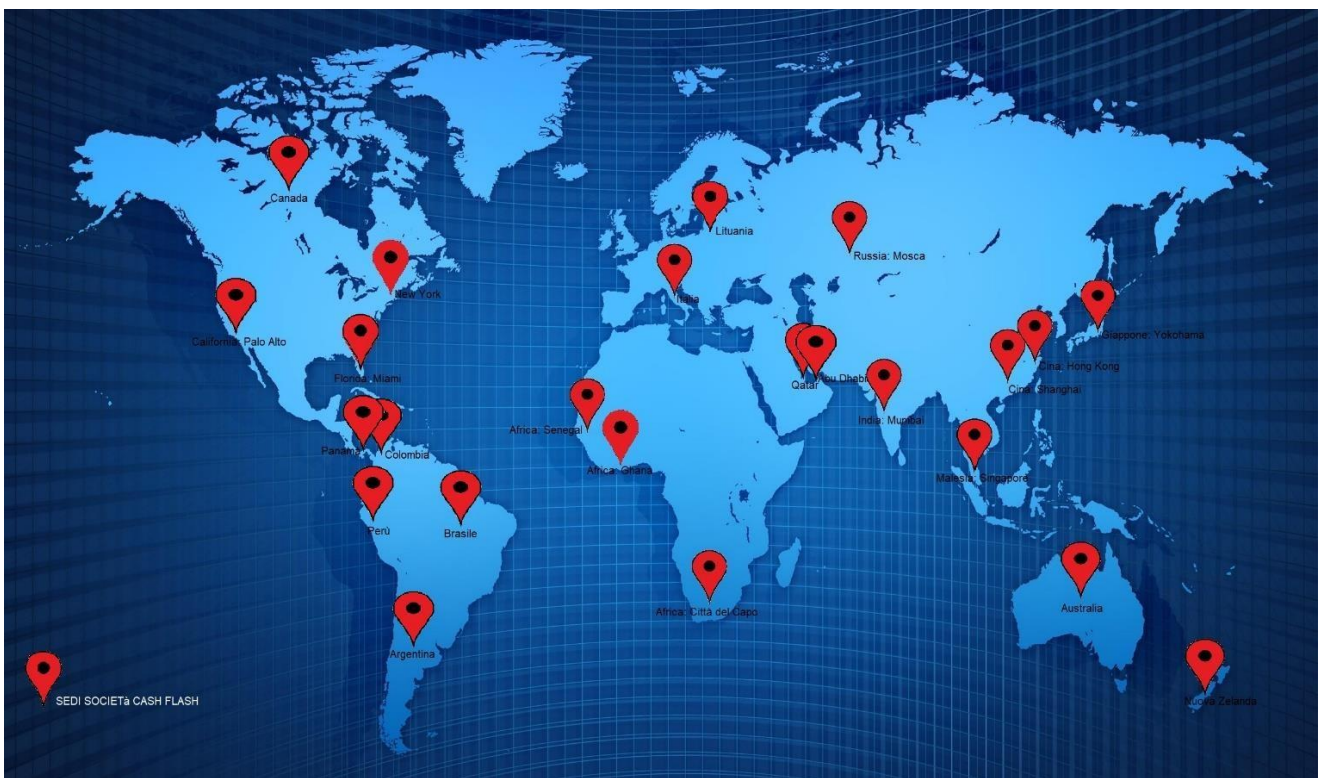 Canada
Lituania
Russia: Mosca
New York
Italia
California: Palo Alto
Giappone: Yokohama
Florida: Miami
Cina: Hong Kong
Qatar
Abu Dhabi
Cina: Shanghai
India: Mumbai
Africa: Senegal
Panama
Colombia
Africa: Ghana
Malesia: Singapore
Perù
Brasile
Africa: Città del Capo
Australia
Argentina
SEDI SOCIETà CASH FLASH
Nuova Zelanda